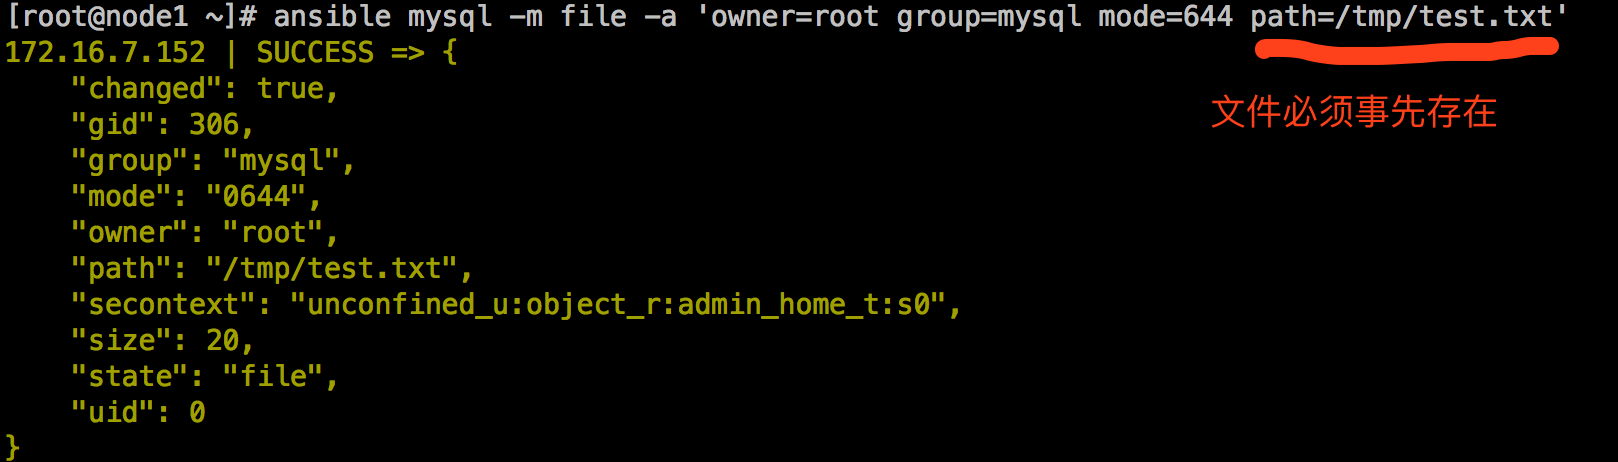 [root@node1 ~]# ansible mysql -m file -a 'owner=root group=mysql mode=644 path=/tmp/test.txt'
172.16.7.152 | SUCCESS => {
    "changed": true,
文件必须事先存在
    "gid": 306,
    "group": "mysql",
    "mode": "0644",
    "owner": "root",
    "path": "/tmp/test.txt",
    "secontext": "unconfined_u:object_r:admin_home_t:s0",
    "size": 20,
    "state": "file",
    "uid": 0
}